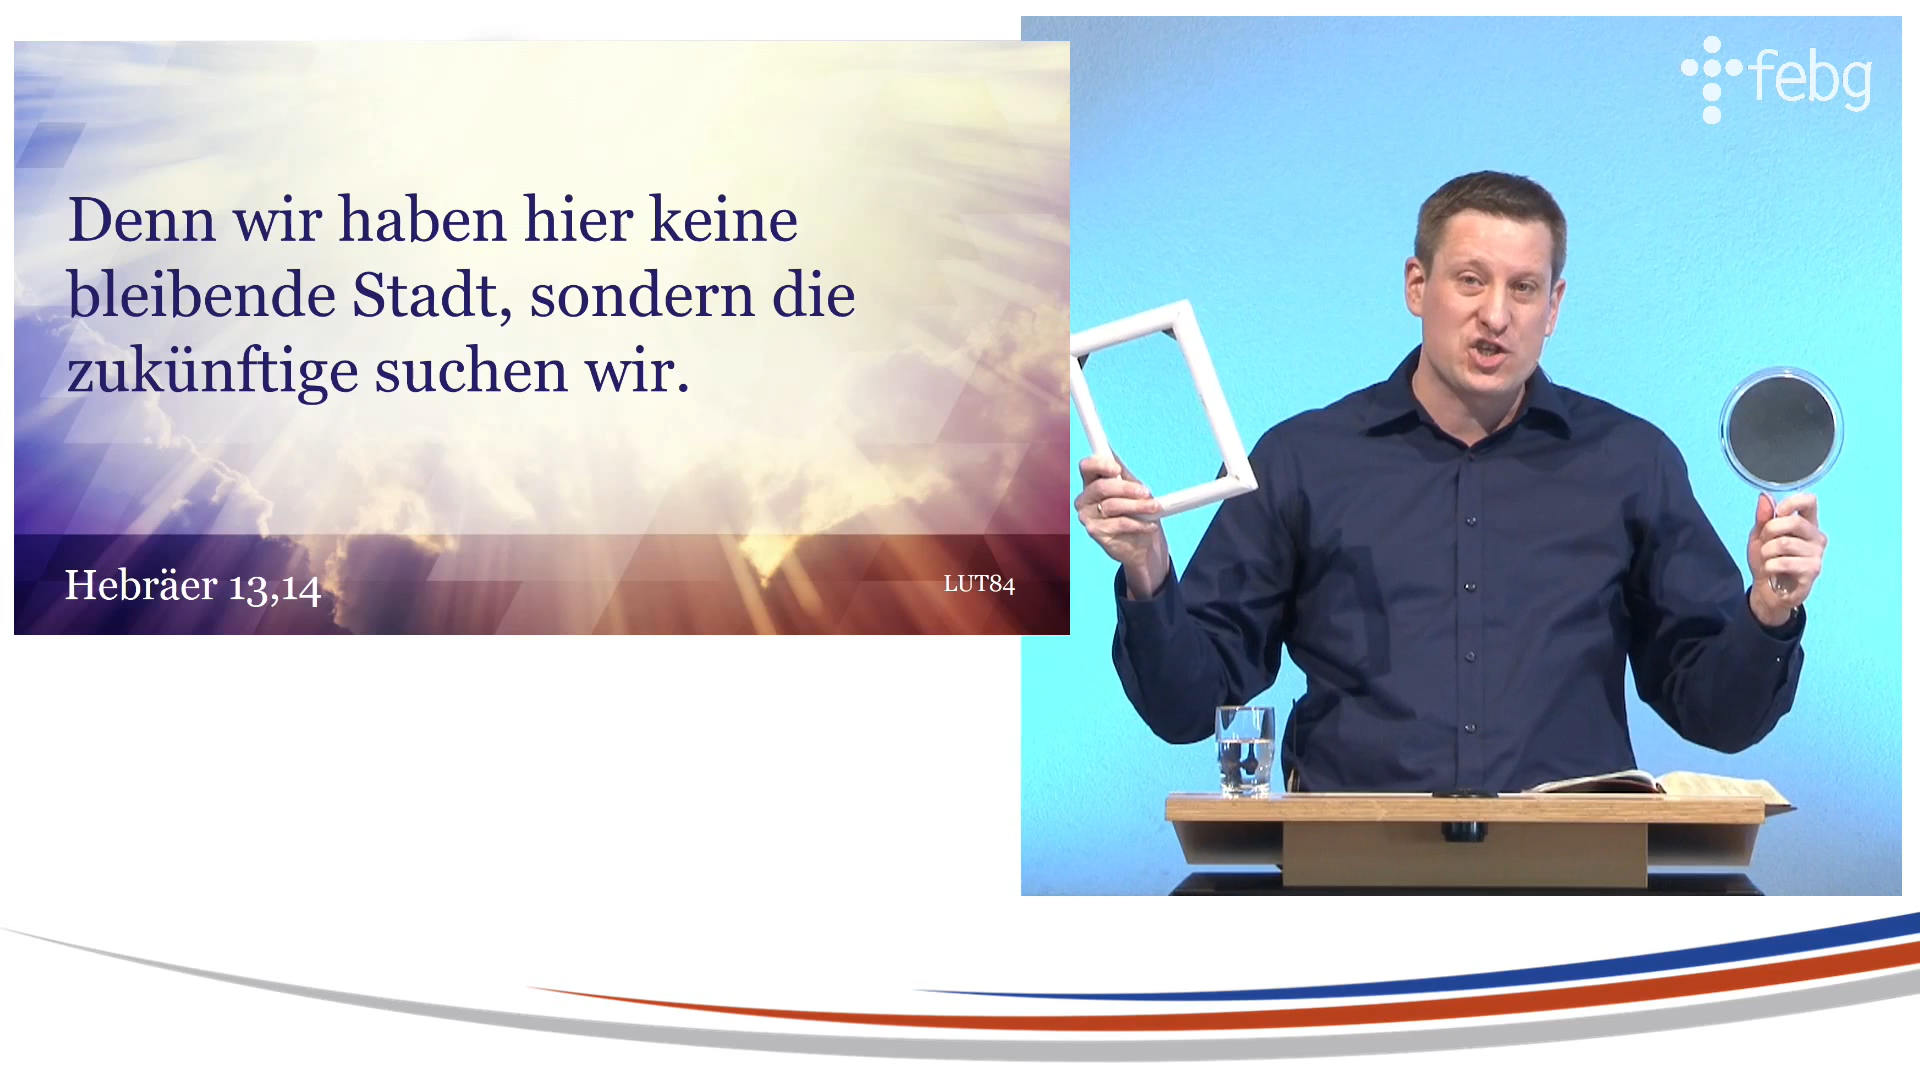 Denn wir haben hier keine
bleibende Stadt, sondern die
zukünftige suchen wir.
Hebräer 13,14
LUT84
febg